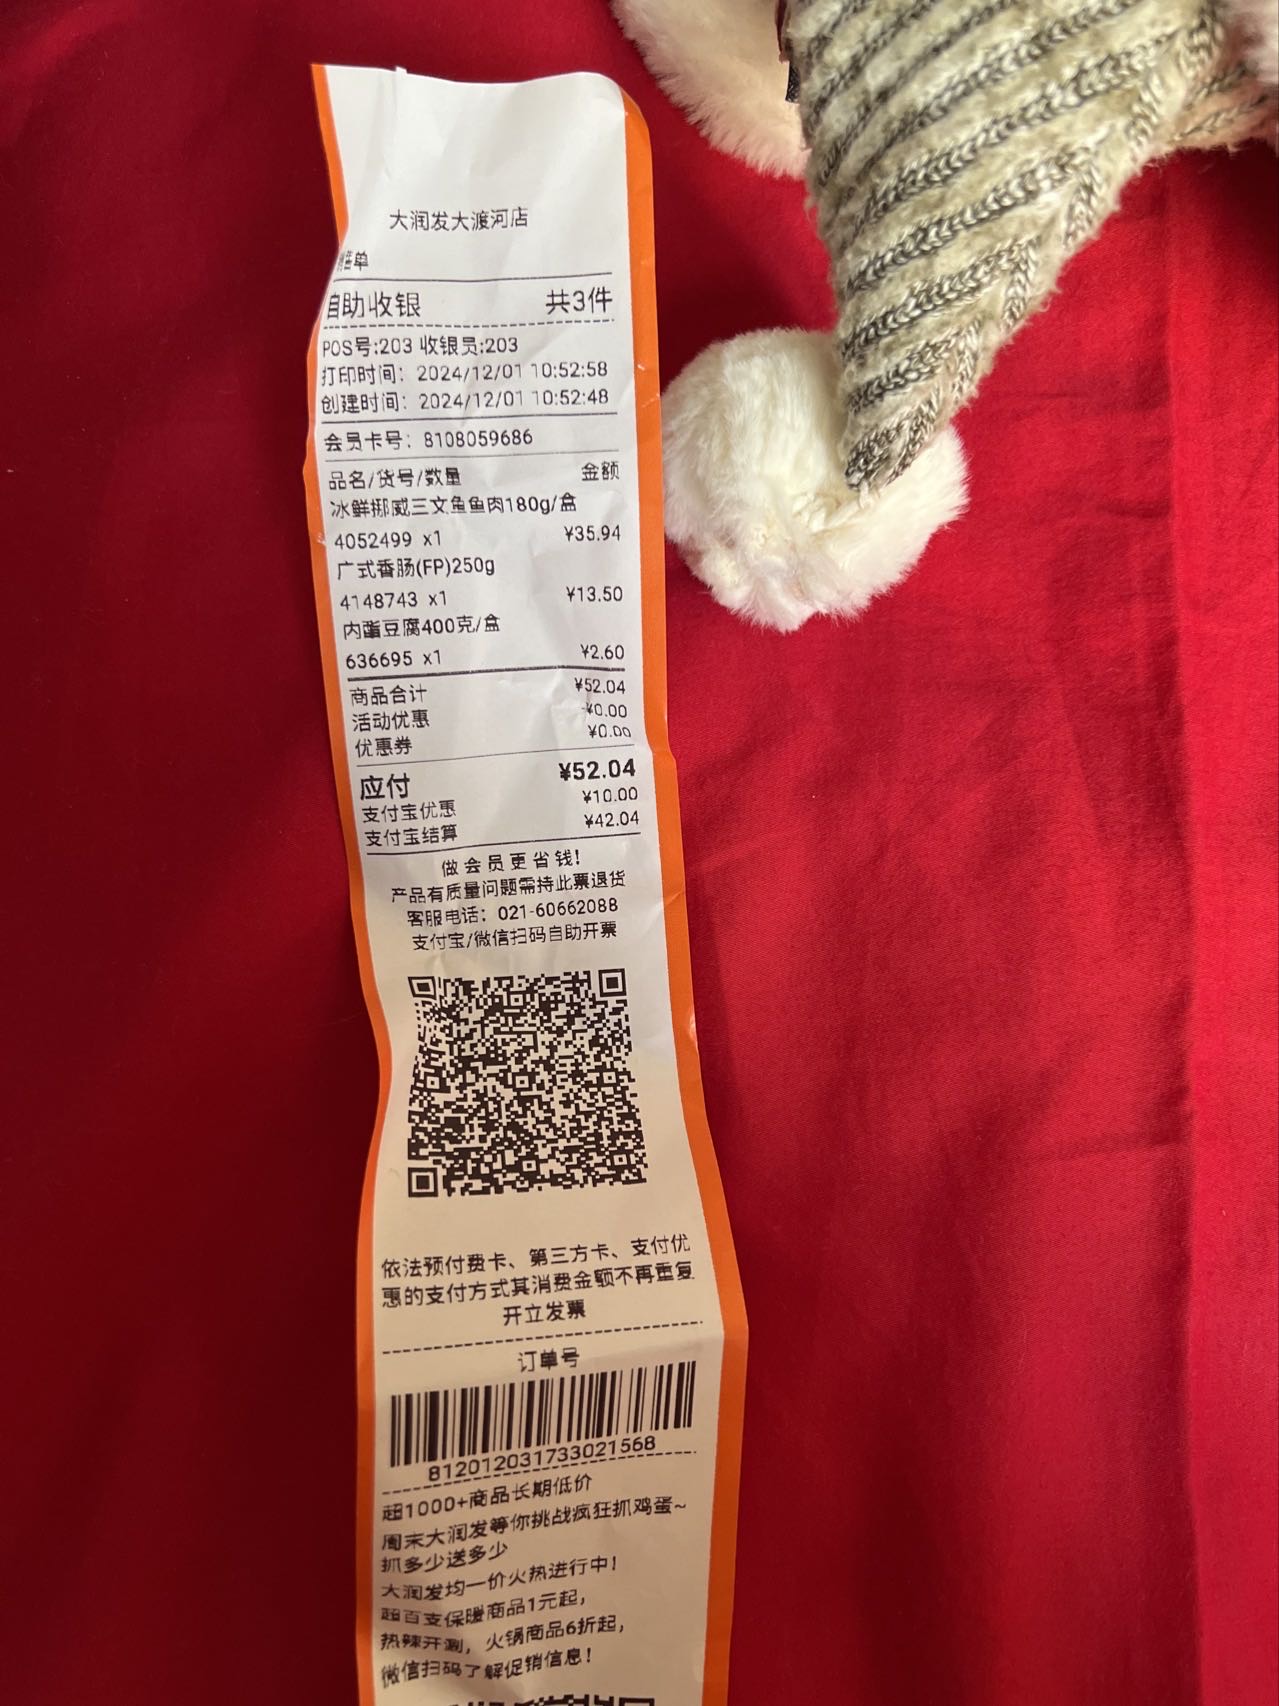 大润发大渡河店
销售单
自助收银 共3件
POS号:203 收银员:203
打印时间: 2024/12/01 10:52:58
创建时间: 2024/12/01 10:52:48
会员卡号: 8108059686
品名/货号/数量 金额
冰鲜挪威三文鱼鱼肉180g/盒
4052499 x1 ¥35.94
广式香肠(FP)250g
4148743 x1 ¥13.50
内酯豆腐400克/盒
636695 x1 ¥2.60
商品合计 ¥52.04
活动优惠 -¥0.00
优惠券 ¥0.00
应付 ¥52.04
支付宝优惠 ¥10.00
支付宝结算 ¥42.04
做会员更省钱!
产品有质量问题需持此票退货
客服电话: 021-60662088
支付宝/微信扫码自助开票
依法预付费卡、第三方卡、支付优
惠的支付方式其消费金额不再重复
开立发票
订单号
812012031733021568
超1000+商品长期低价
周末大润发等你挑战疯狂抓鸡蛋~
抓多少送多少
大润发均一价火热进行中!
超百支保暖商品1元起,
热辣开涮, 火锅商品6折起,
微信扫码了解促销信息!